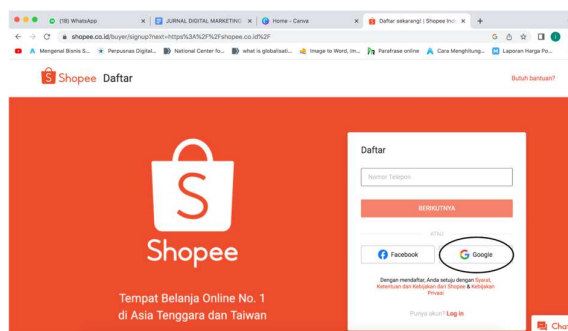 (18) WhatsApp
JURNAL DIGITAL MARKETING
Home - Canva
Daftar sekarang! | Shopee Indo
shopee.co.id/buyer/signup?next=https%3A%2F%2Fshopee.co.id%2F
Mengenal Bisnis S...
Perpusnas Digital...
National Center fo...
what is globalisati...
Image to Word, Im...
Parafrase online
Cara Menghitung...
Laporan Harga Po...
Shopee Daftar
Butuh bantuan?
Daftar
Nomor Telepon
BERIKUTNYA
ATAU
Facebook
Google
Dengan mendaftar, Anda setuju dengan Syarat,
Ketentuan dan Kebijakan dari Shopee & Kebijakan
Privasi
Punya akun? Log in
Shopee
Tempat Belanja Online No. 1
di Asia Tenggara dan Taiwan
Chat